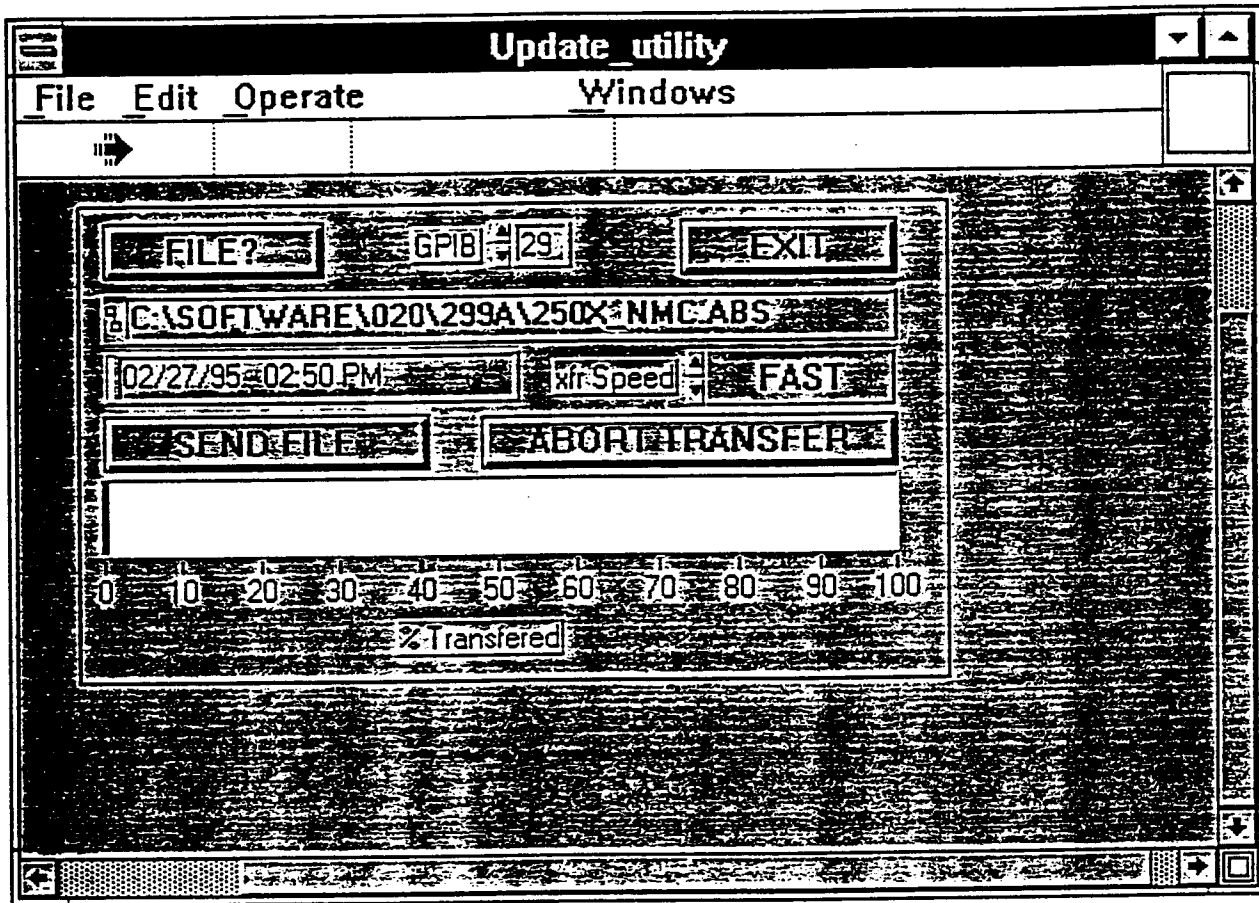 Update_utility
File Edit Operate Windows
FILE? GPIB 29 EXIT
C:\SOFTWARE\020\299A\250X_NMC.ABS
02/27/95 02:50 PM xfr Speed FAST
SEND FILE ABORT TRANSFER
0 10 20 30 40 50 60 70 80 90 100
% Transfered